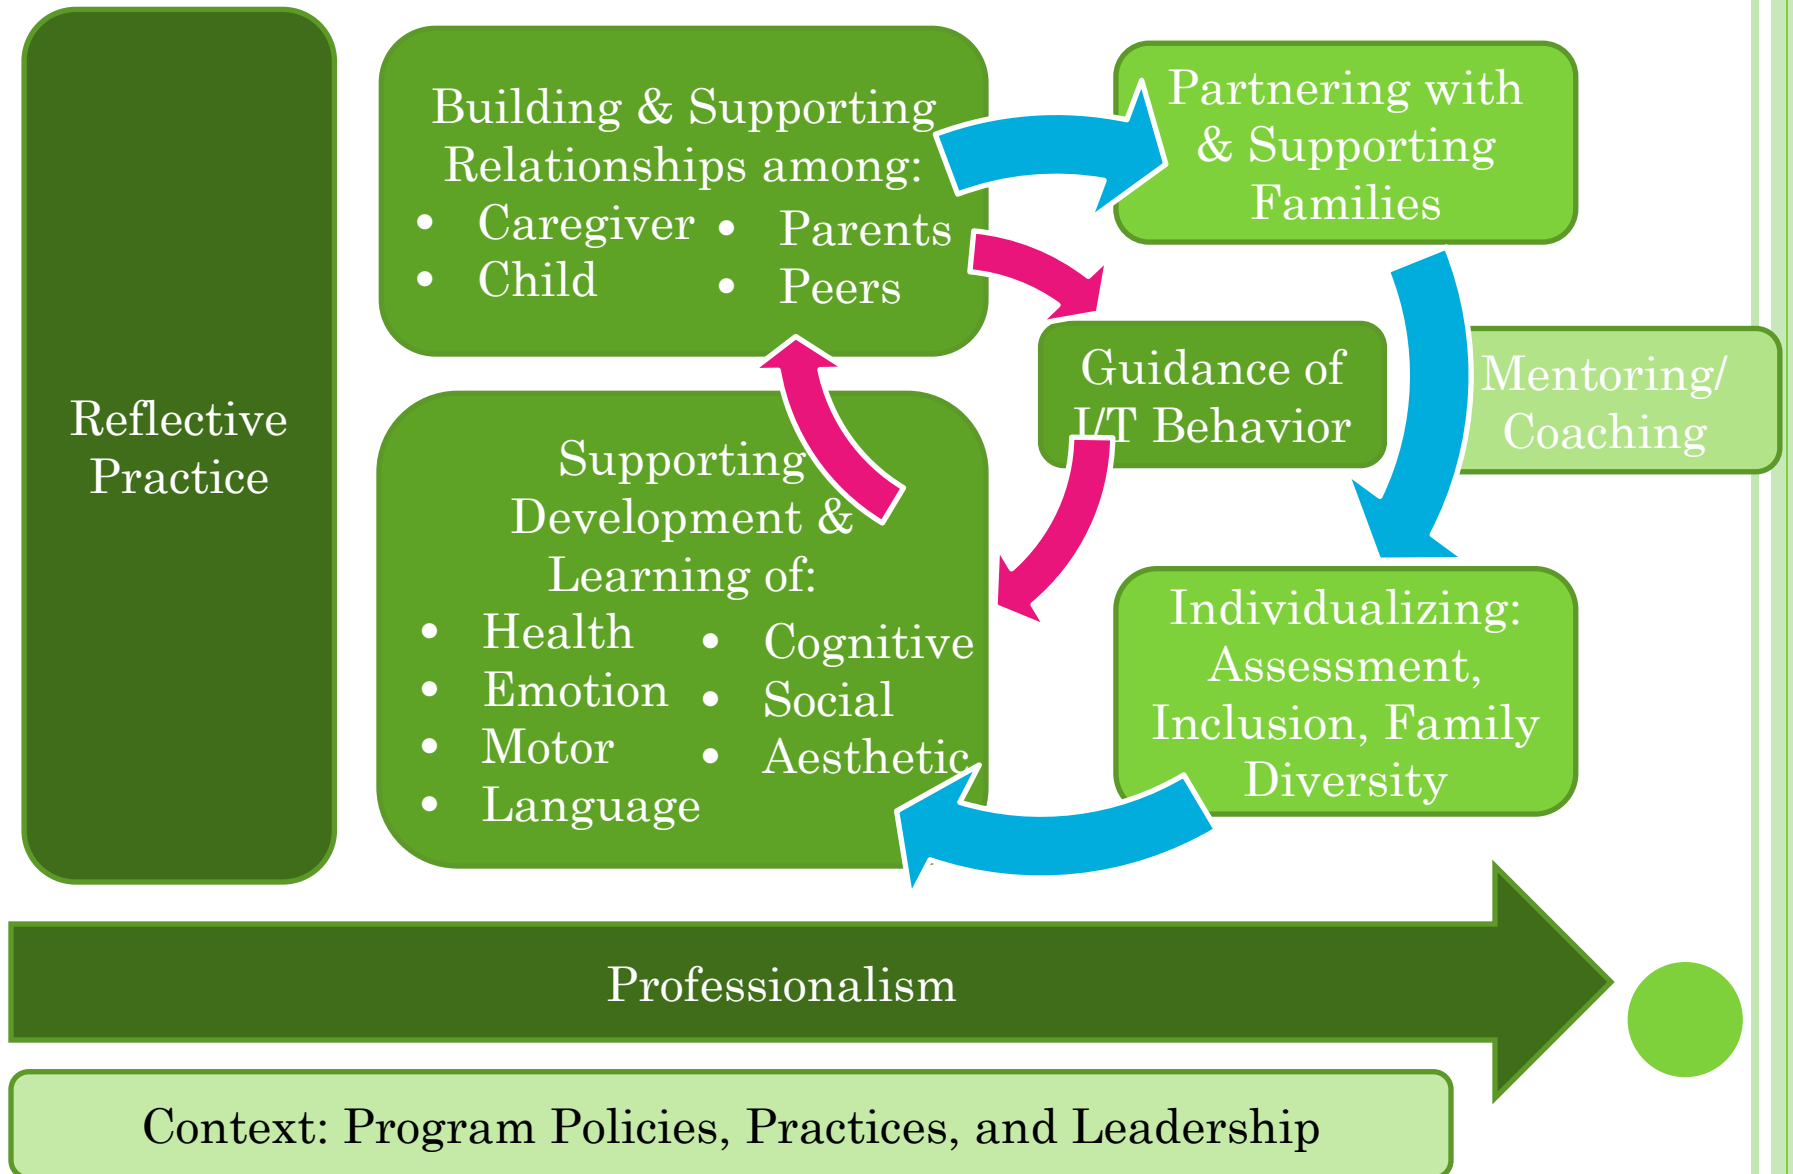 Reflective
Practice
Building & Supporting
Relationships among:
• Caregiver
• Child
• Parents
• Peers
Partnering with
& Supporting
Families
Guidance of
I/T Behavior
Mentoring/
Coaching
Supporting
Development &
Learning of:
• Health
• Emotion
• Motor
• Language
• Cognitive
• Social
• Aesthetic
Individualizing:
Assessment,
Inclusion, Family
Diversity
Professionalism
Context: Program Policies, Practices, and Leadership